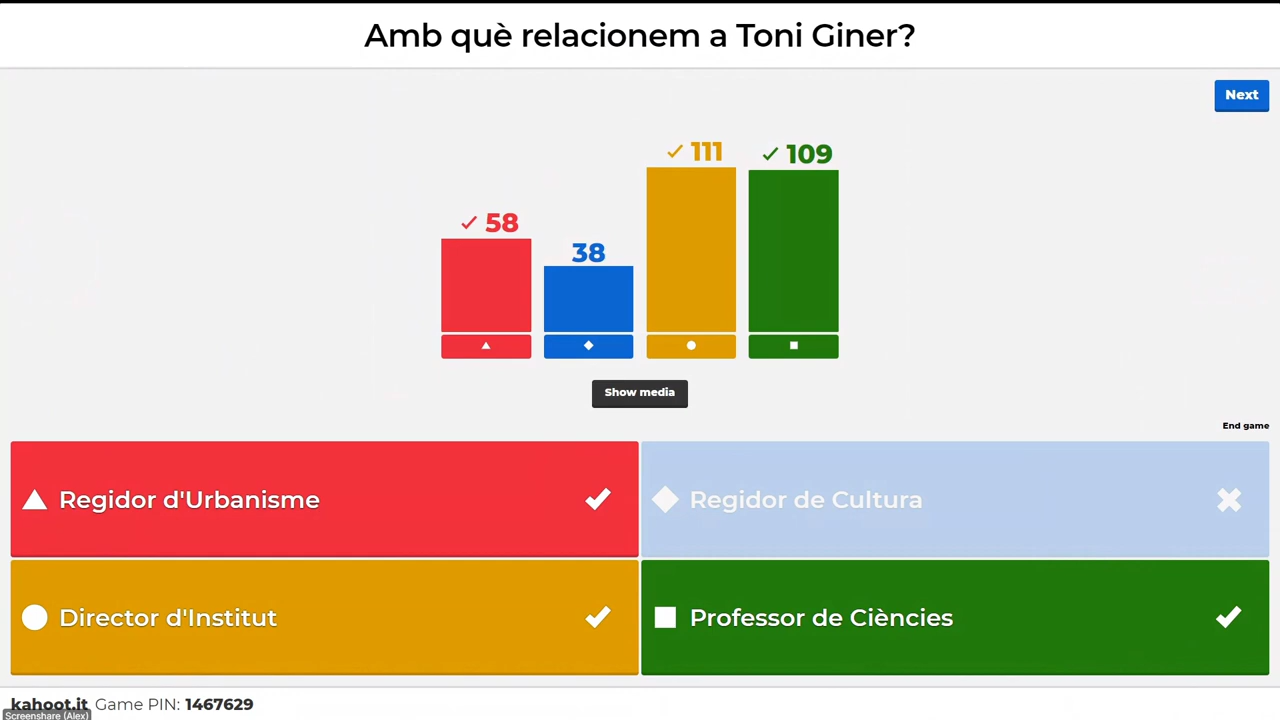 Amb què relacionem a Toni Giner?
Next
58
38
111
109
Show media
End game
Regidor d'Urbanisme
Regidor de Cultura
Director d'Institut
Professor de Ciències
kahoot.it Game PIN: 1467629
Screenshare (Alex)